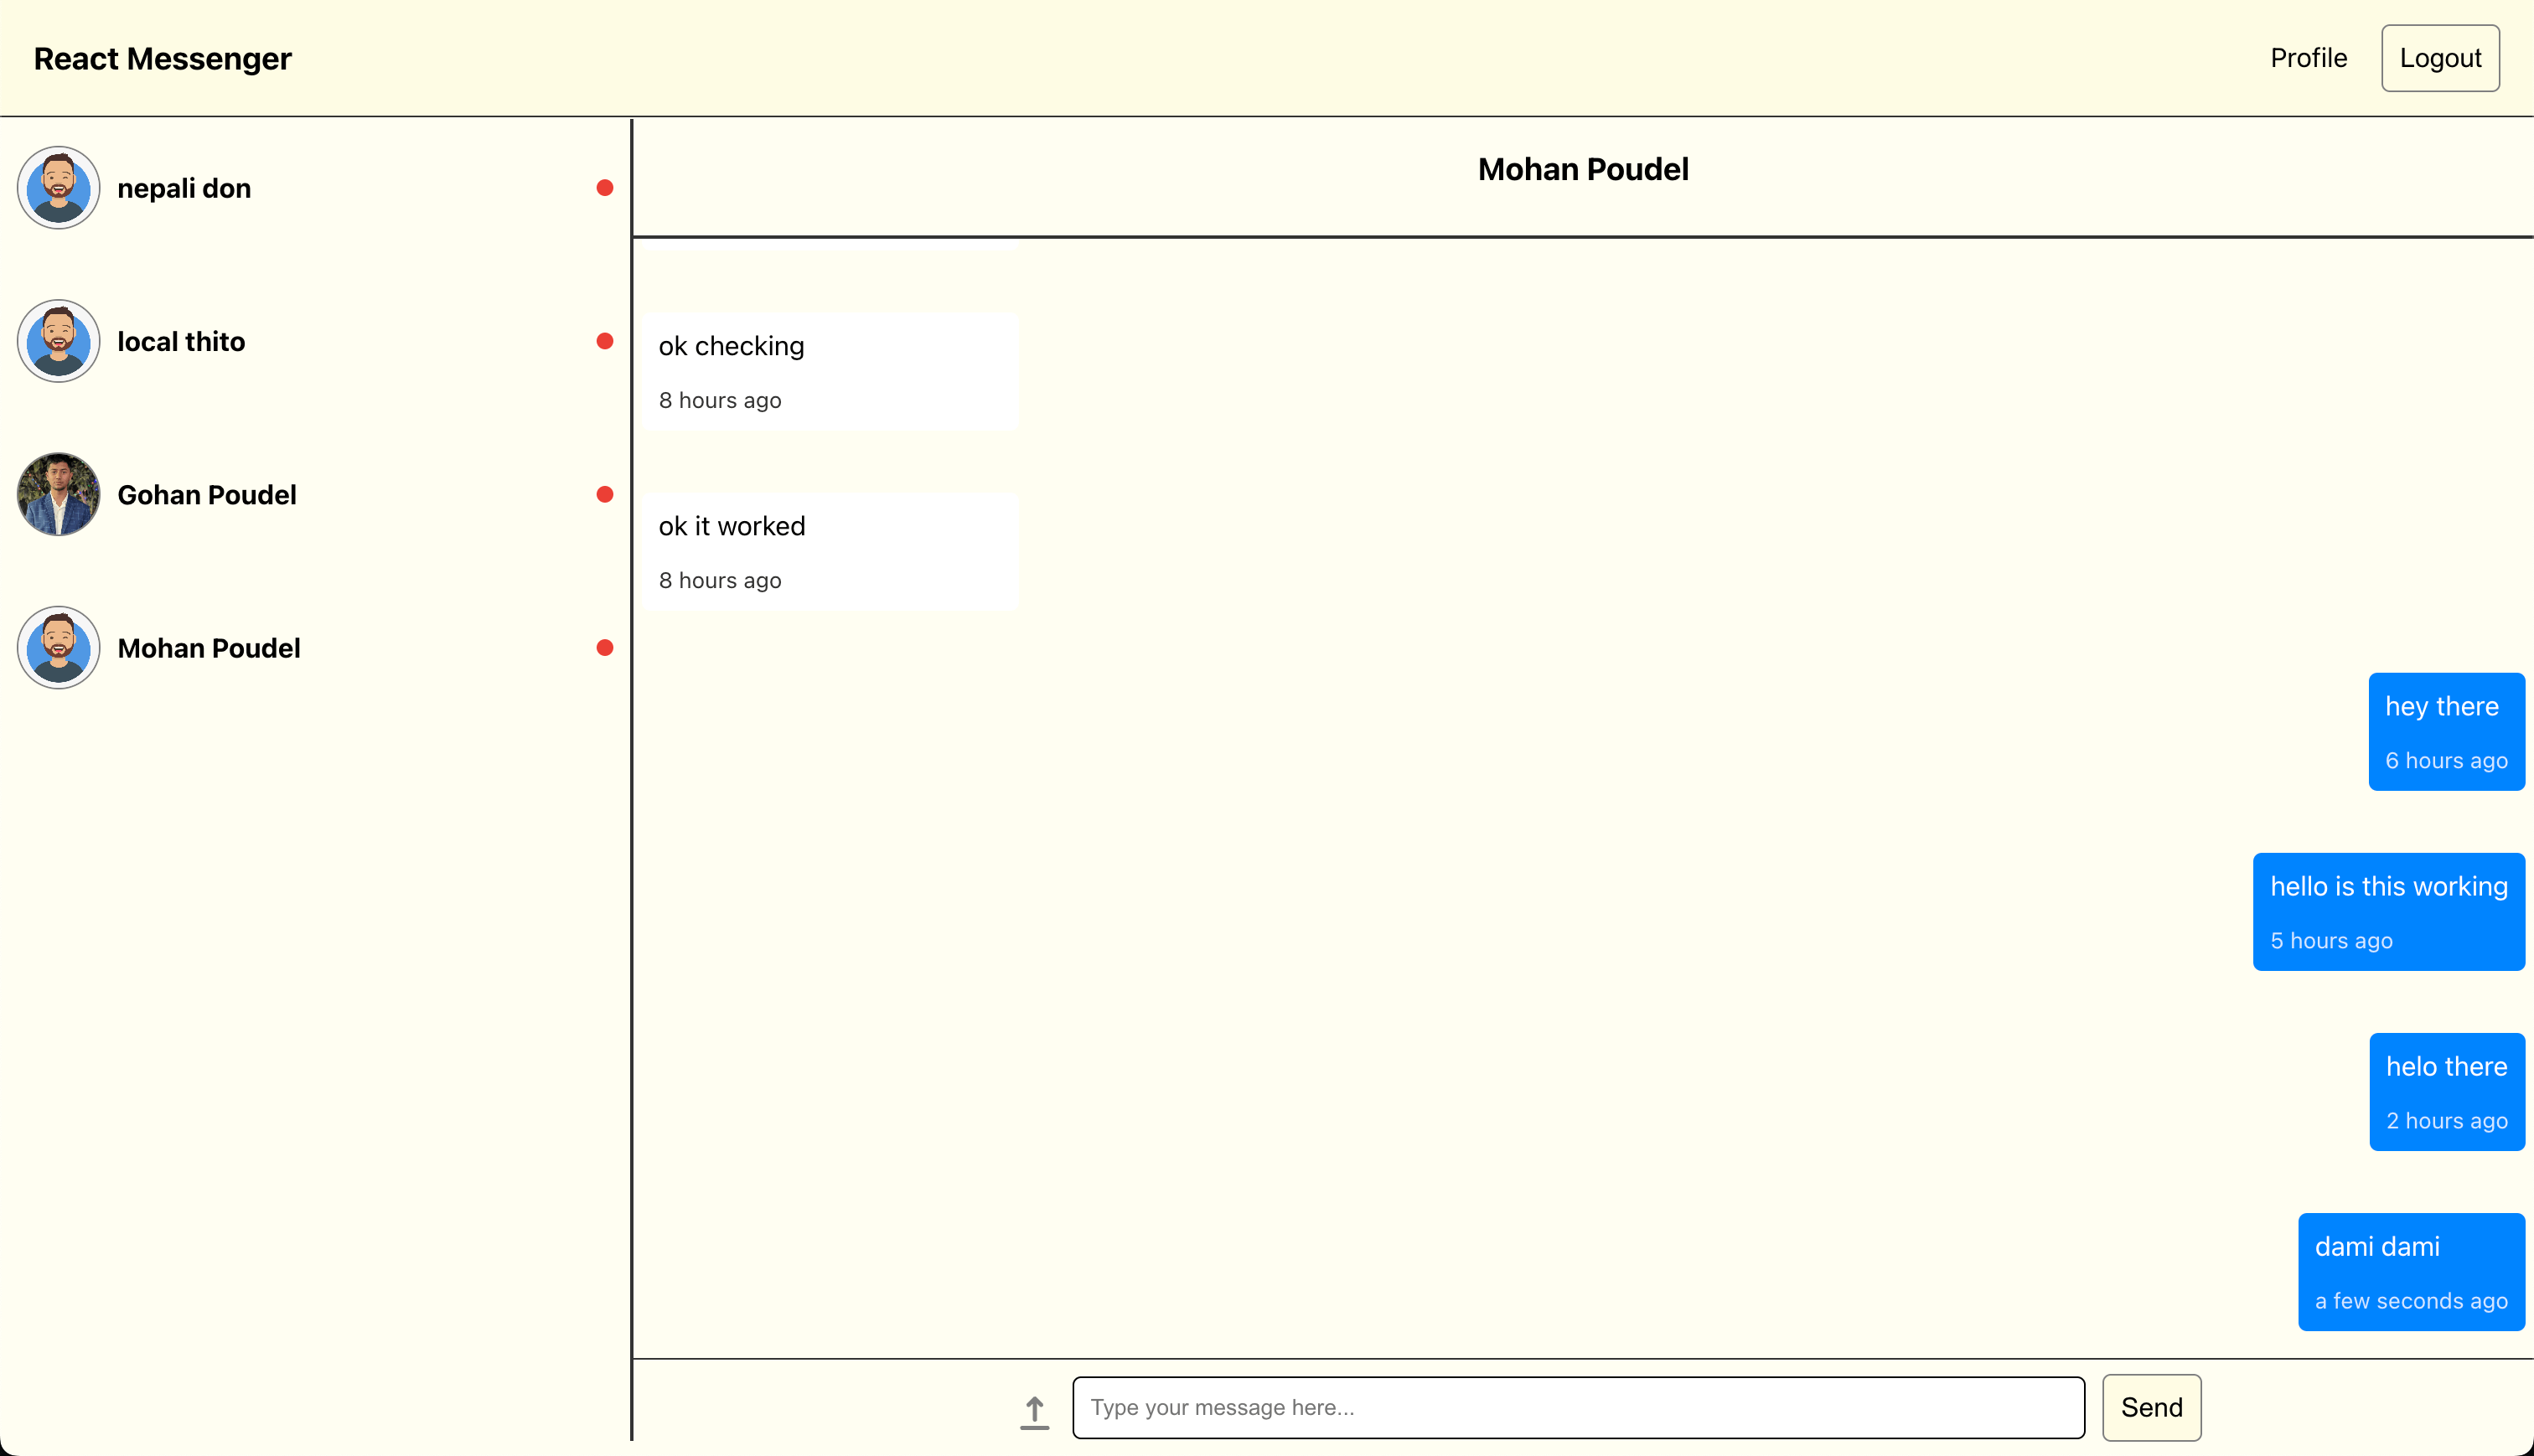 React Messenger
Profile
Logout
nepali don
local thito
Gohan Poudel
Mohan Poudel
Mohan Poudel
ok checking
8 hours ago
ok it worked
8 hours ago
hey there
6 hours ago
hello is this working
5 hours ago
helo there
2 hours ago
dami dami
a few seconds ago
Type your message here...
Send